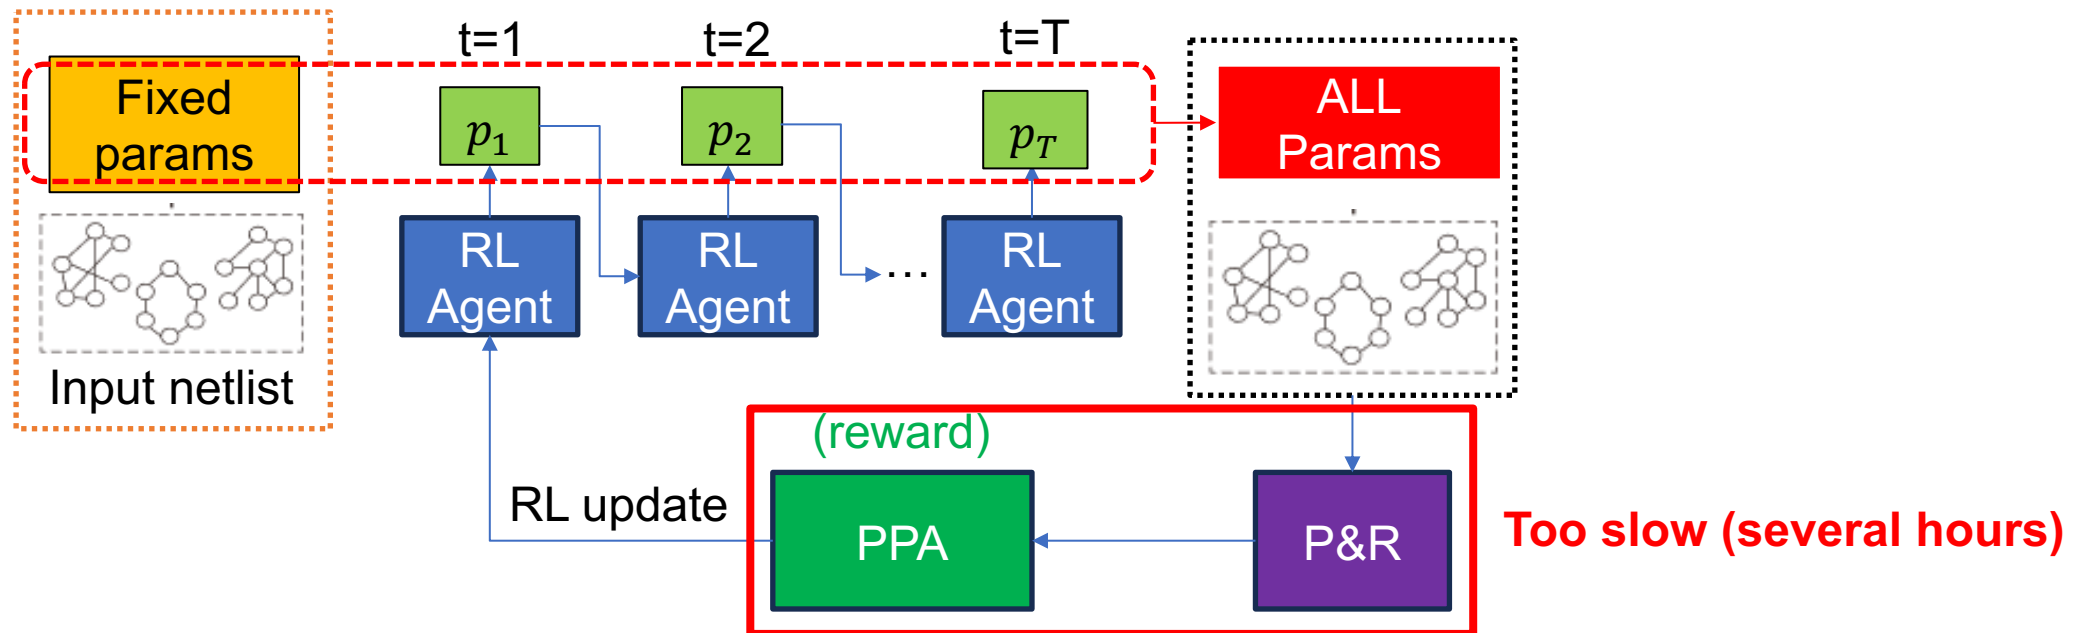 t=1
t=2
t=T
Fixed
params
p₁
p₂
p_T
ALL
Params
RL
Agent
RL
Agent
...
RL
Agent
Input netlist
(reward)
RL update
PPA
P&R
Too slow (several hours)